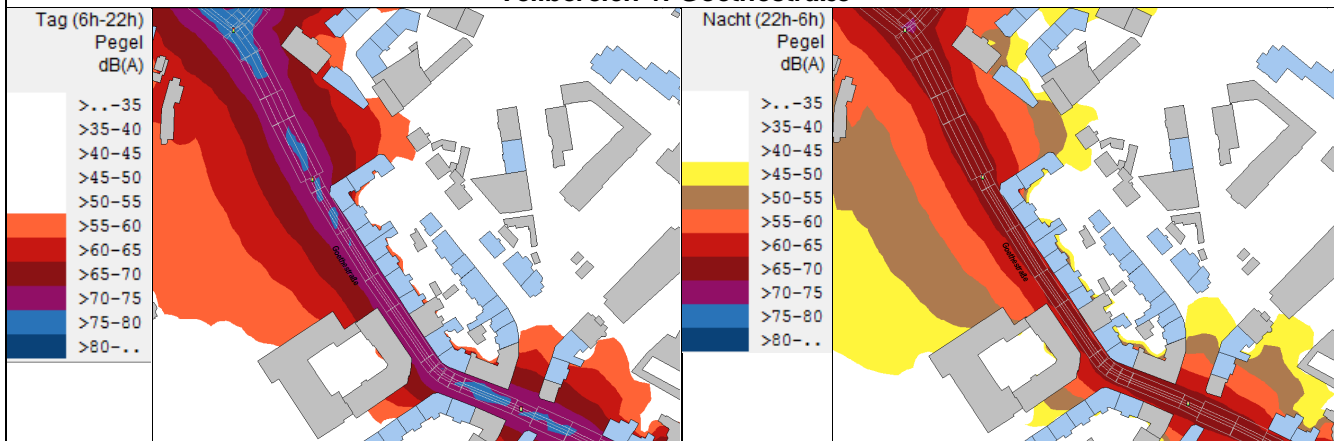 Tag (6h-22h)
Pegel
dB(A)
>..-35
>35-40
>40-45
>45-50
>50-55
>55-60
>60-65
>65-70
>70-75
>75-80
>80-..
Goethestraße
Nacht (22h-6h)
Pegel
dB(A)
>..-35
>35-40
>40-45
>45-50
>50-55
>55-60
>60-65
>65-70
>70-75
>75-80
>80-..
Goethestraße